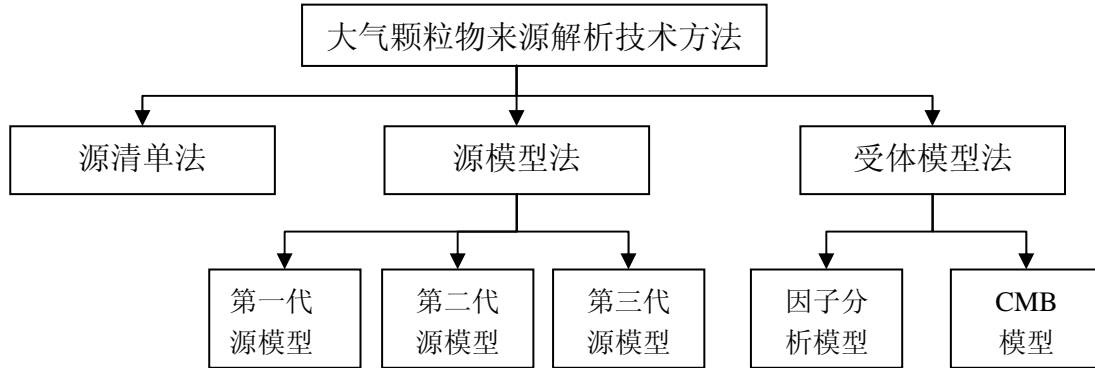 大气颗粒物来源解析技术方法
源清单法
源模型法
受体模型法
第一代
源模型
第二代
源模型
第三代
源模型
因子分
析模型
CMB
模型